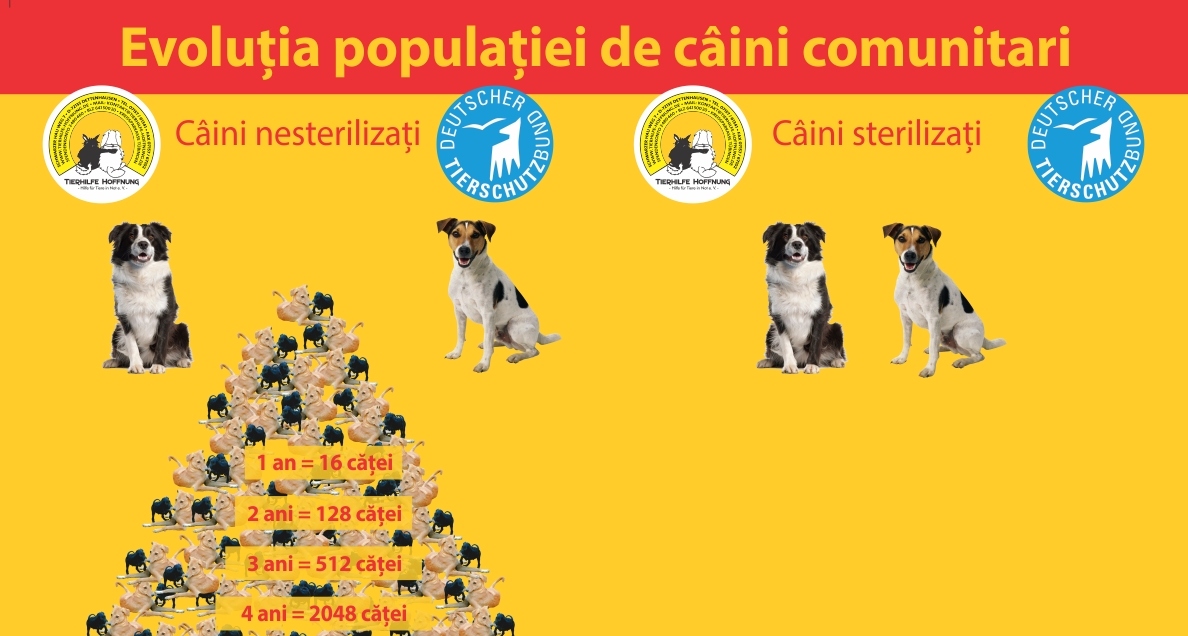 Evoluția populației de câini comunitari
Câini nesterilizați
Câini sterilizați
TIERHILFE HOFFNUNG
- Hilfe für Tiere in Not e. V. -
DEUTSCHER
TIERSCHUTZBUND
TIERHILFE HOFFNUNG
- Hilfe für Tiere in Not e. V. -
DEUTSCHER
TIERSCHUTZBUND
1 an = 16 căței
2 ani = 128 căței
3 ani = 512 căței
4 ani = 2048 căței